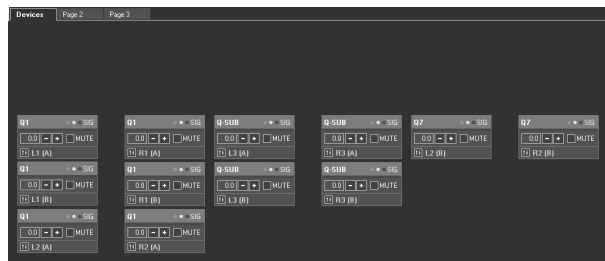 Devices Page 2 Page 3
Q1 SIG Q1 SIG Q-SUB SIG Q-SUB SIG Q7 SIG Q7 SIG
0.0 - + MUTE 0.0 - + MUTE 0.0 - + MUTE 0.0 - + MUTE 0.0 - + MUTE 0.0 - + MUTE
L1 (A) R1 (A) L3 (A) R3 (A) L2 (B) R2 (B)
Q1 SIG Q1 SIG Q-SUB SIG Q-SUB SIG
0.0 - + MUTE 0.0 - + MUTE 0.0 - + MUTE 0.0 - + MUTE
L1 (B) R1 (B) L3 (B) R3 (B)
Q1 SIG Q1 SIG
0.0 - + MUTE 0.0 - + MUTE
L2 (A) R2 (A)